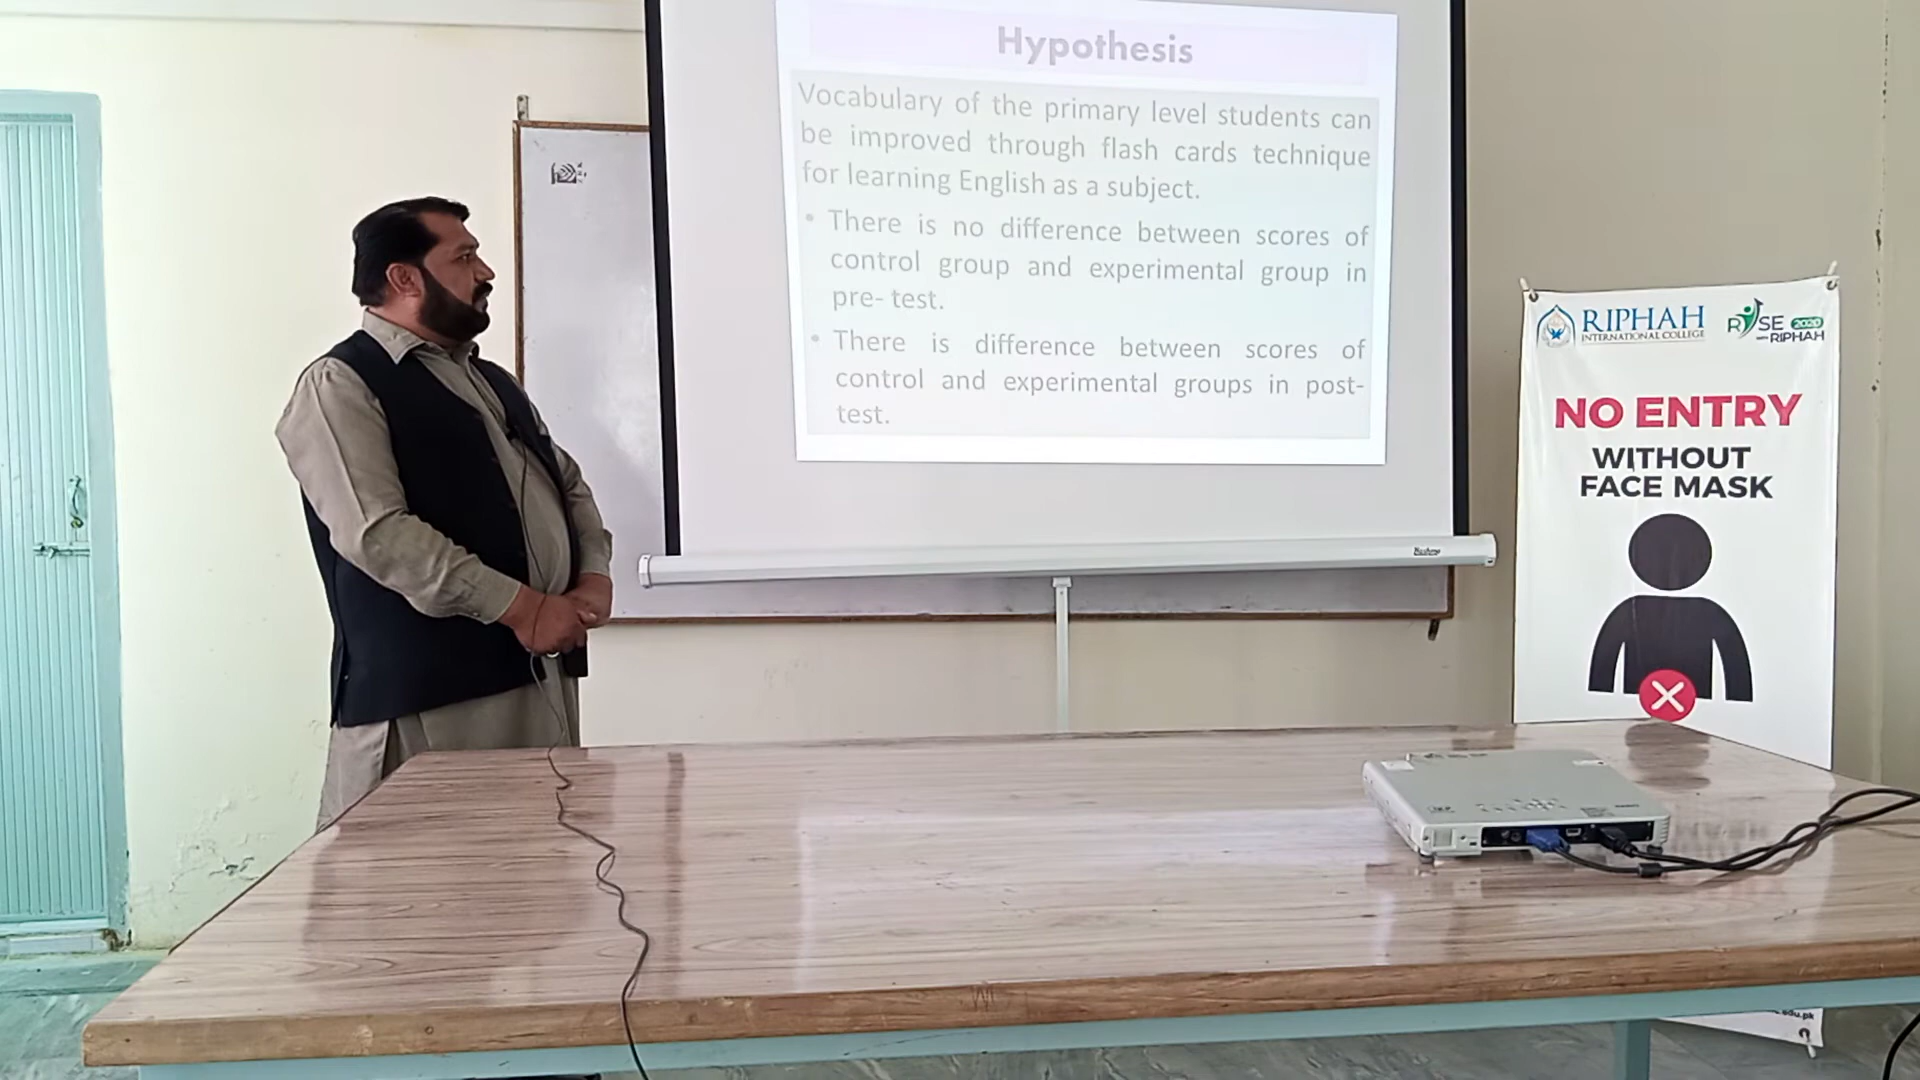 Hypothesis
Vocabulary of the primary level students can
be improved through flash cards technique
for learning English as a subject.
• There is no difference between scores of
control group and experimental group in
pre- test.
• There is difference between scores of
control and experimental groups in post-
test.
RIPHAH
INTERNATIONAL COLLEGE
RISE 2020
WITH RIPHAH
NO ENTRY
WITHOUT
FACE MASK
.edu.pk